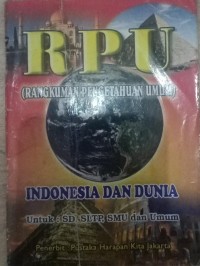 RPU
(RANGKUMAN PENGETAHUAN UMUM)
INDONESIA DAN DUNIA
Untuk : SD, SLTP, SMU dan Umum
Penerbit : Pustaka Harapan Kita Jakarta